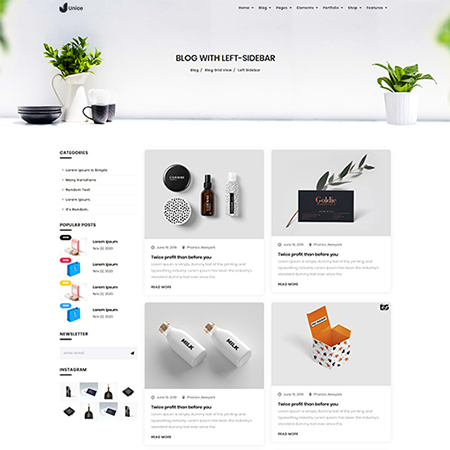 Unice
Home Blog Pages Elements Portfolio Shop Features
BLOG WITH LEFT-SIDEBAR
Blog / Blog Grid View / Left Sidebar
CATEGORIES
Lorem Ipsum Is Simple
Many Variations
Random Text
Lorem Ipsum,
It's Random,
POPULAR POSTS
Lorem Ipsum
Nov 22, 2020
Lorem Ipsum
Nov 22, 2020
Lorem Ipsum
Nov 22, 2020
Lorem Ipsum
Nov 22, 2020
NEWSLETTER
INSTAGRAM
June 19, 2019 Phonics ,Newyork
Twice profit than before you
Lorem Ipsum is simply dummy text of the printing and
typesetting industry. Lorem Ipsum has been the industry's
standard dummy text ever since the.
READ MORE
Goldie
June 19, 2019 Phonics ,Newyork
Twice profit than before you
Lorem Ipsum is simply dummy text of the printing and
typesetting industry. Lorem Ipsum has been the industry's
standard dummy text ever since the.
READ MORE
MILK
MILK
June 19, 2019 Phonics ,Newyork
Twice profit than before you
Lorem Ipsum is simply dummy text of the printing and
typesetting industry. Lorem Ipsum has been the industry's
standard dummy text ever since the.
READ MORE
June 19, 2019 Phonics ,Newyork
Twice profit than before you
Lorem Ipsum is simply dummy text of the printing and
typesetting industry. Lorem Ipsum has been the industry's
standard dummy text ever since the.
READ MORE